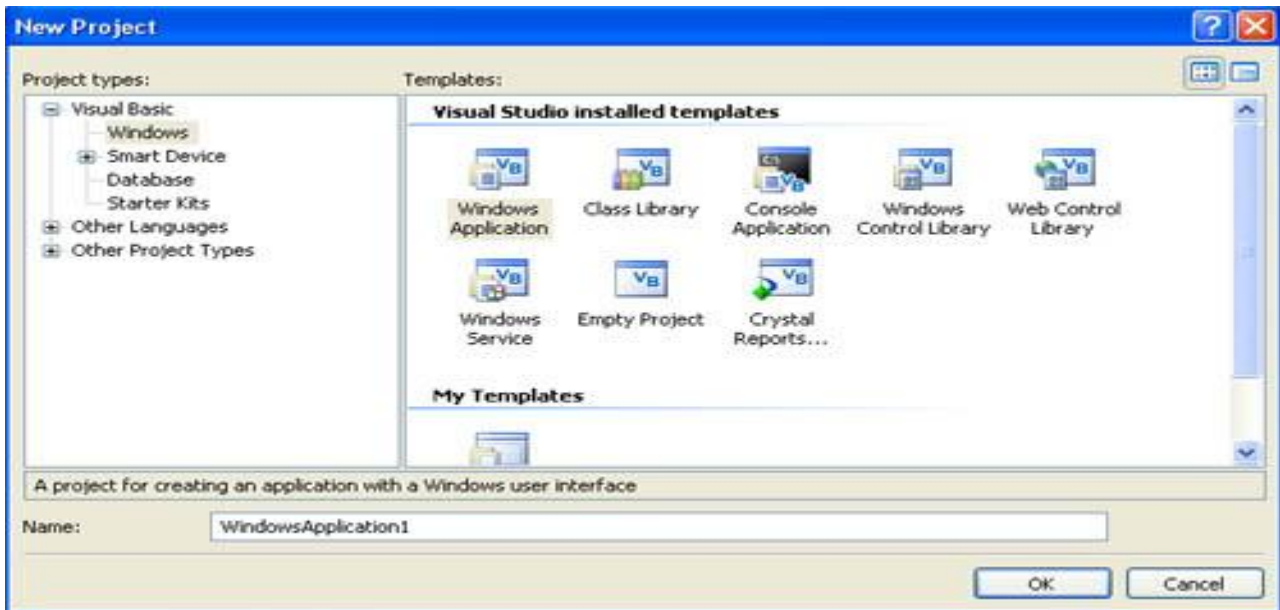 New Project
Project types:
Templates:
Visual Basic
Windows
Smart Device
Database
Starter Kits
Other Languages
Other Project Types
Visual Studio installed templates
Windows Application
Class Library
Console Application
Windows Control Library
Web Control Library
Windows Service
Empty Project
Crystal Reports...
My Templates
A project for creating an application with a Windows user interface
Name:
WindowsApplication1
OK
Cancel